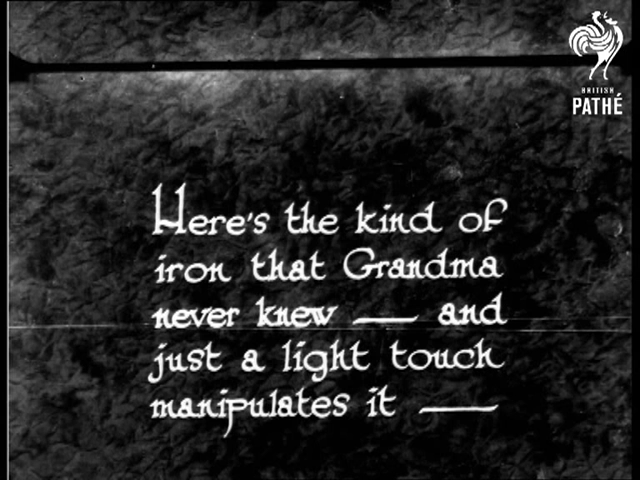 BRITISH
PATHÉ
Here's the kind of
iron that Grandma
never knew — and
just a light touch
manipulates it —